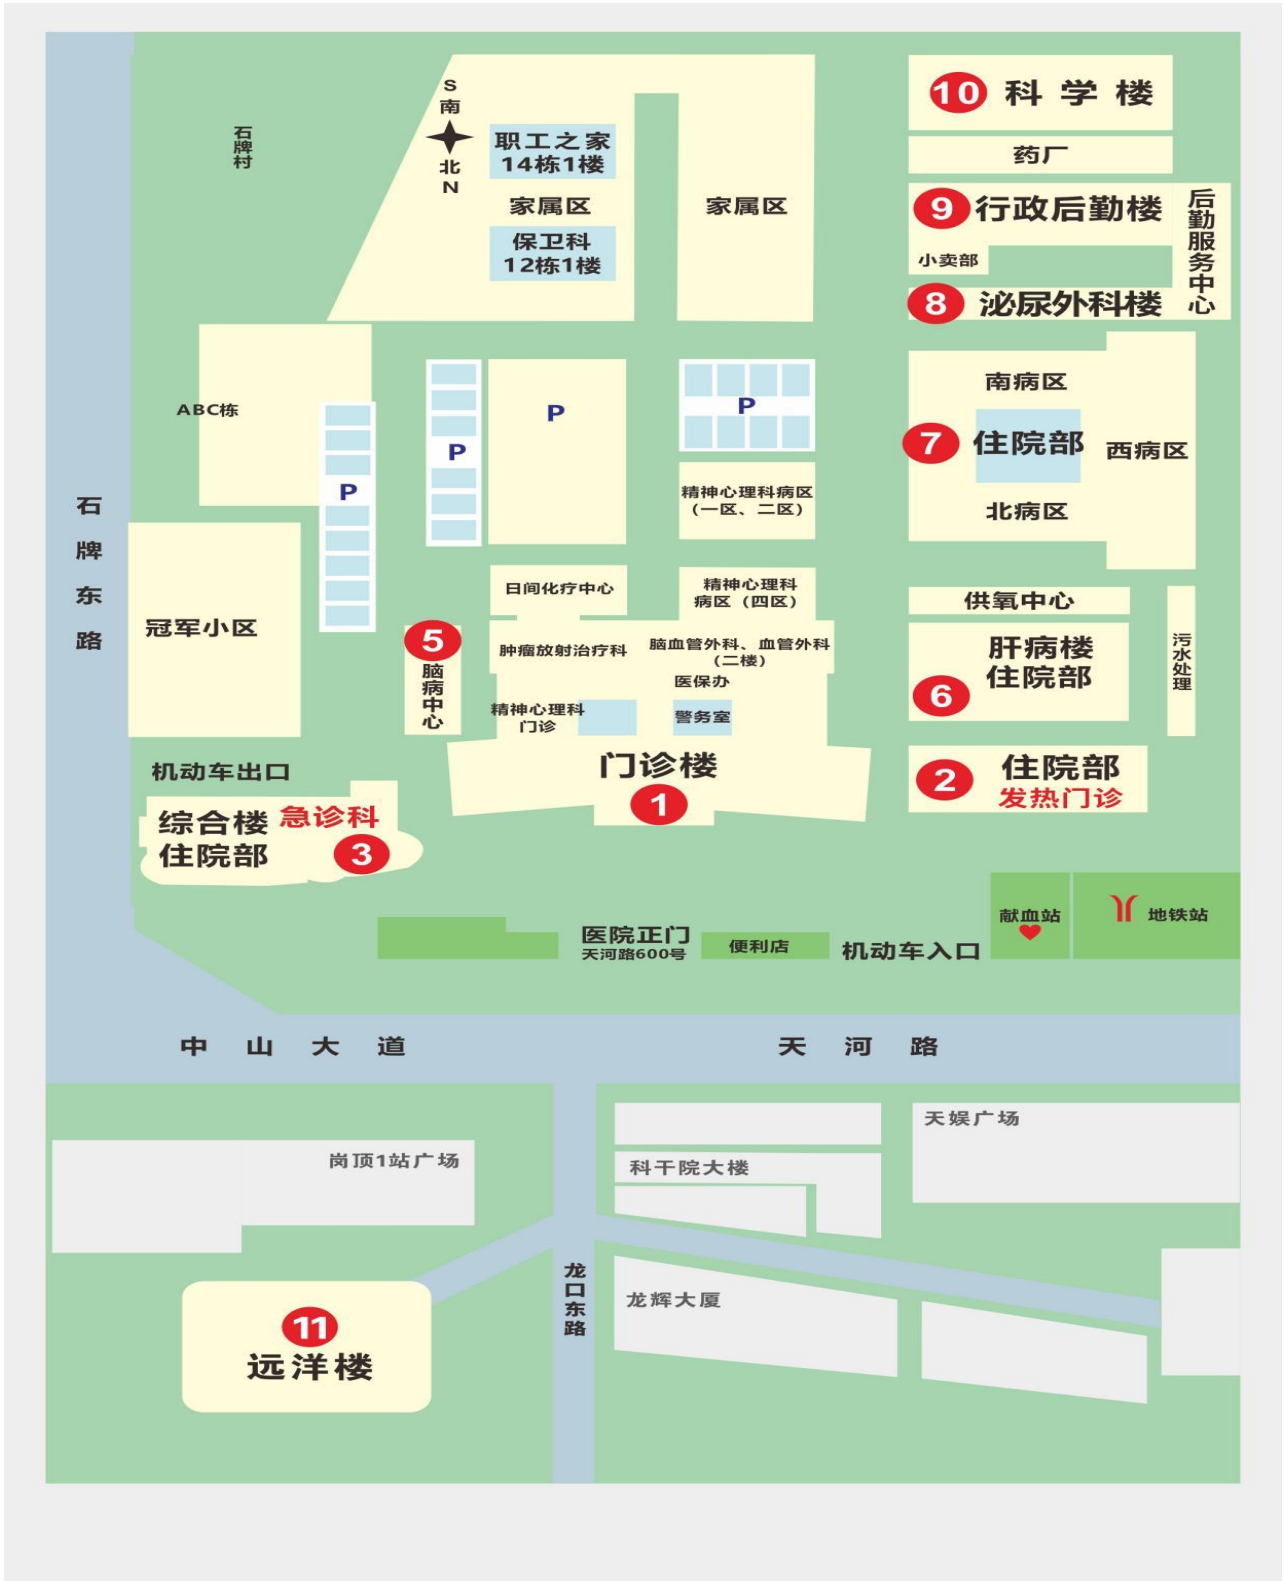 S
南
北
N
石牌村
职工之家
14栋1楼
家属区
保卫科
12栋1楼
家属区
10 科学楼
药厂
9 行政后勤楼
后勤服务中心
小卖部
8 泌尿外科楼
ABC栋
P
P
P
P
精神心理科病区
(一区、二区)
南病区
7 住院部
西病区
北病区
石牌东路
冠军小区
5
脑病中心
日间化疗中心
精神心理科
病区（四区）
肿瘤放射治疗科
脑血管外科、血管外科
(二楼)
医保办
精神心理科
门诊
警务室
门诊楼
1
供氧中心
肝病楼
住院部
6
污水处理
2 住院部
发热门诊
机动车出口
综合楼 急诊科
住院部 3
医院正门
天河路600号
便利店
机动车入口
献血站
地铁站
中山大道
天河路
岗顶1站广场
科干院大楼
天娱广场
龙口东路
龙辉大厦
11
远洋楼